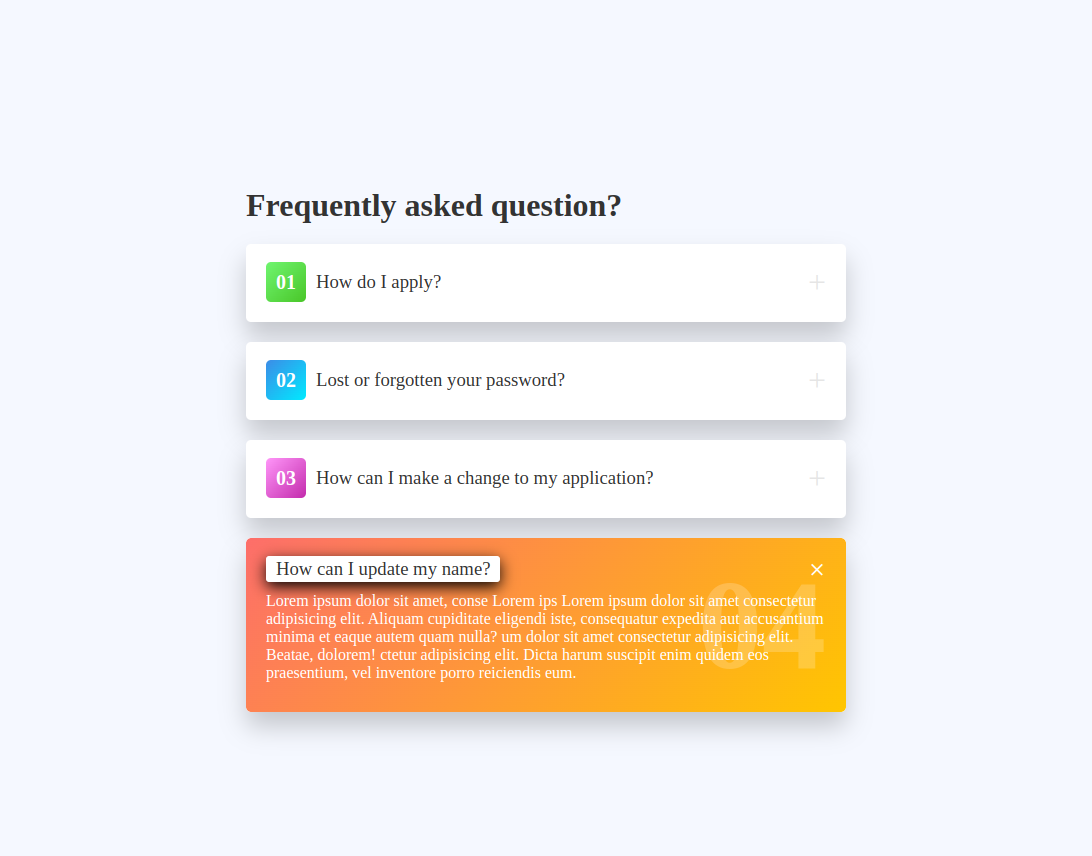 Frequently asked question?
01 How do I apply?
02 Lost or forgotten your password?
03 How can I make a change to my application?
How can I update my name?
04
Lorem ipsum dolor sit amet, conse Lorem ips Lorem ipsum dolor sit amet consectetur
adipisicing elit. Aliquam cupiditate eligendi iste, consequatur expedita aut accusantium
minima et eaque autem quam nulla? um dolor sit amet consectetur adipisicing elit.
Beatae, dolorem! ctetur adipisicing elit. Dicta harum suscipit enim quidem eos
praesentium, vel inventore porro reiciendis eum.